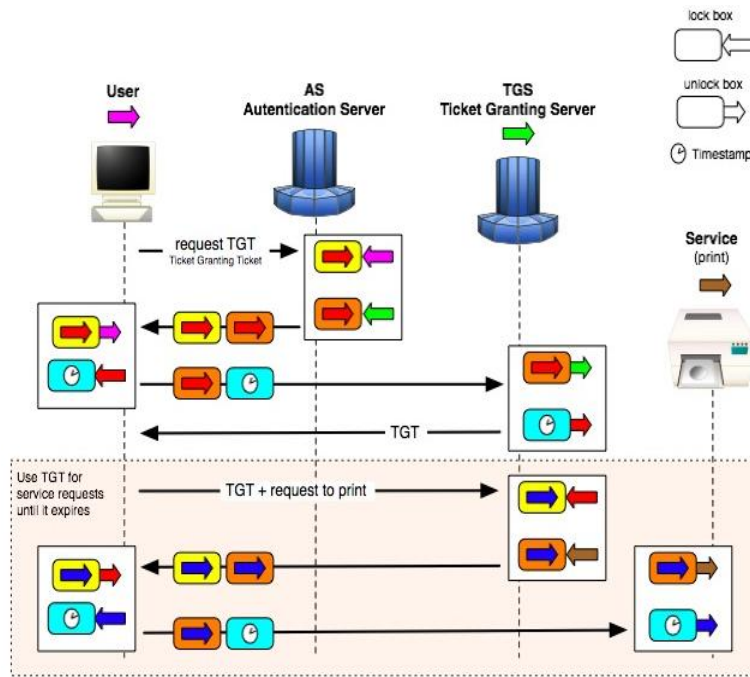 lock box
unlock box
Timestamp
User
AS
Autentication Server
TGS
Ticket Granting Server
Service
(print)
request TGT
Ticket Granting Ticket
TGT
Use TGT for
service requests
until it expires
TGT + request to print